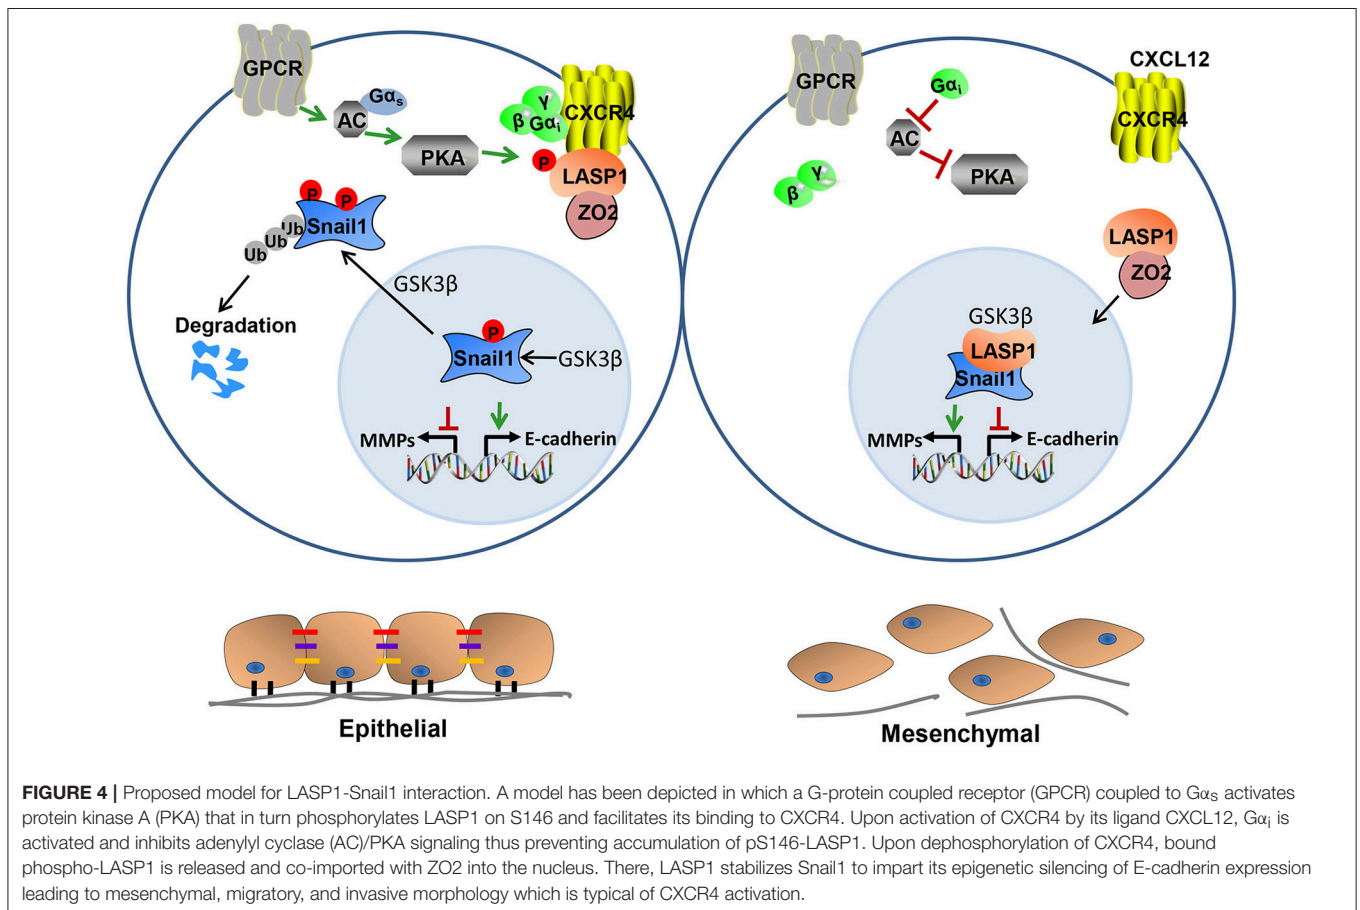 GPCR
Gαs
AC
PKA
γ
β
Gαi
CXCR4
P
LASP1
ZO2
P
P
Snail1
Ub
Ub
Ub
Degradation
GSK3β
P
Snail1
GSK3β
MMPs
E-cadherin
Epithelial
GPCR
Gαi
AC
PKA
β
γ
CXCL12
CXCR4
LASP1
ZO2
GSK3β
LASP1
Snail1
MMPs
E-cadherin
Mesenchymal
FIGURE 4 | Proposed model for LASP1-Snail1 interaction. A model has been depicted in which a G-protein coupled receptor (GPCR) coupled to GαS activates
protein kinase A (PKA) that in turn phosphorylates LASP1 on S146 and facilitates its binding to CXCR4. Upon activation of CXCR4 by its ligand CXCL12, Gαi is
activated and inhibits adenylyl cyclase (AC)/PKA signaling thus preventing accumulation of pS146-LASP1. Upon dephosphorylation of CXCR4, bound
phospho-LASP1 is released and co-imported with ZO2 into the nucleus. There, LASP1 stabilizes Snail1 to impart its epigenetic silencing of E-cadherin expression
leading to mesenchymal, migratory, and invasive morphology which is typical of CXCR4 activation.